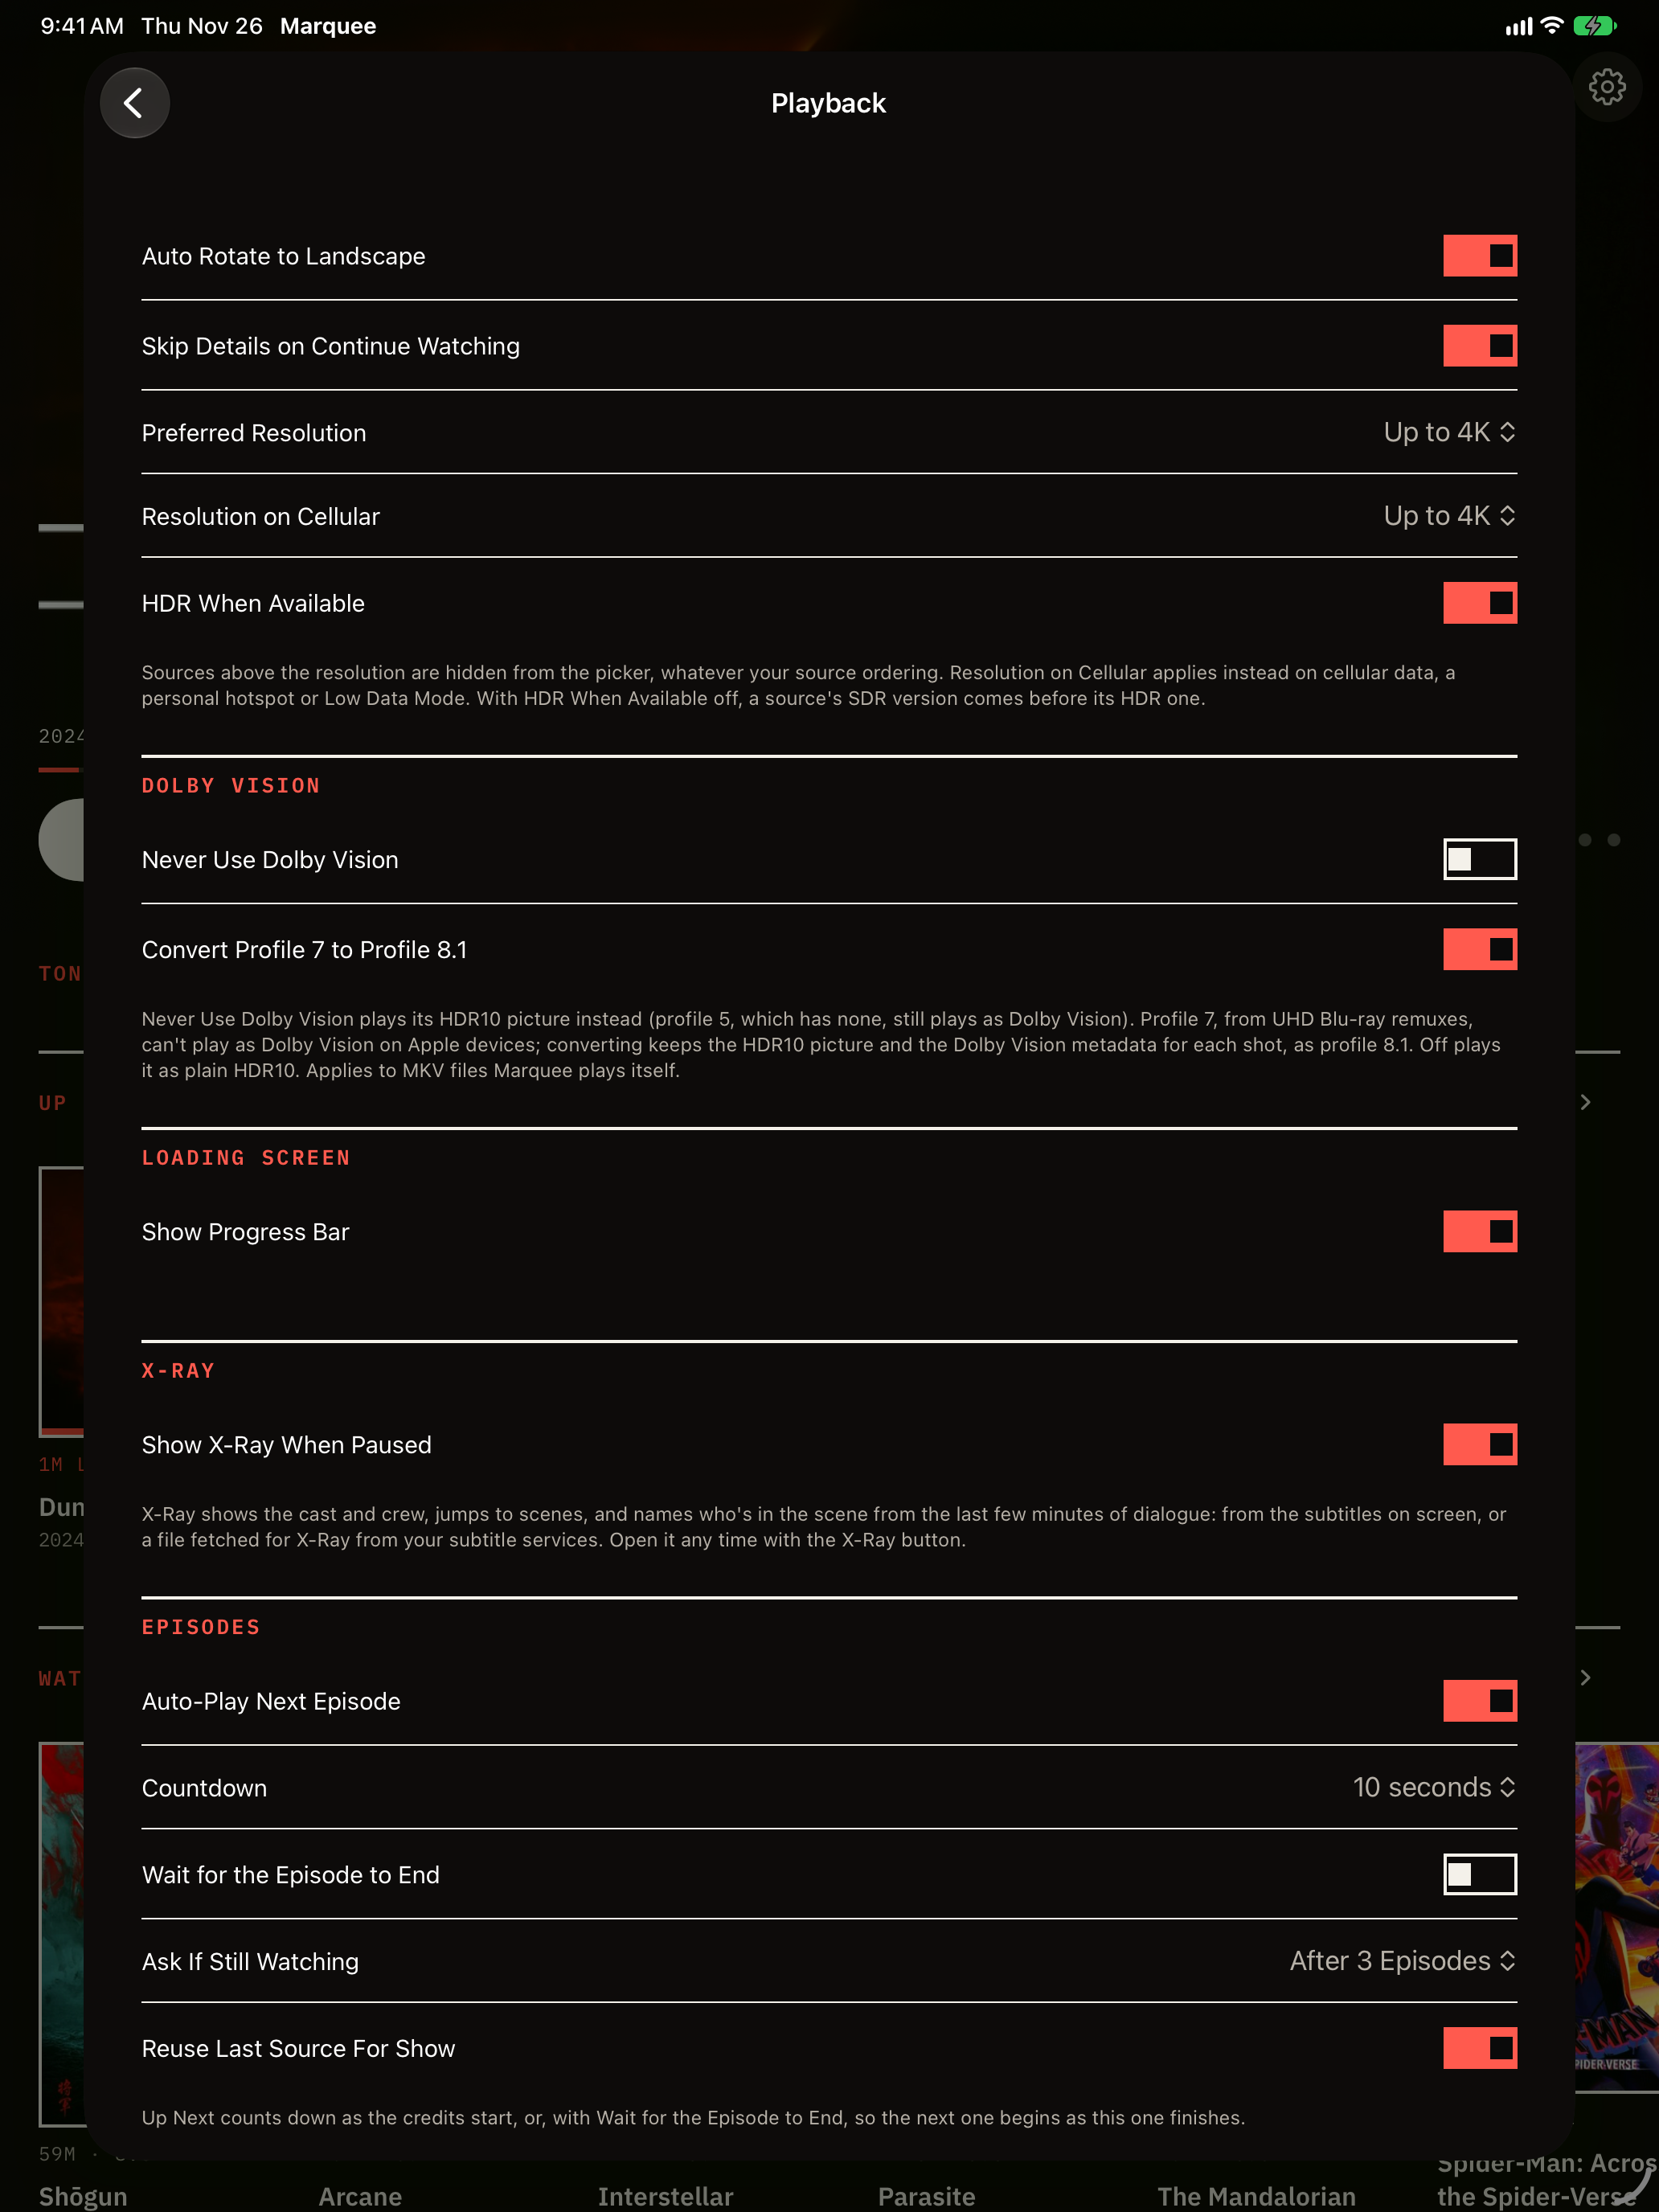 9:41 AM Thu Nov 26 Marquee
Playback
Auto Rotate to Landscape
Skip Details on Continue Watching
Preferred Resolution Up to 4K
Resolution on Cellular Up to 4K
HDR When Available
Sources above the resolution are hidden from the picker, whatever your source ordering. Resolution on Cellular applies instead on cellular data, a
personal hotspot or Low Data Mode. With HDR When Available off, a source's SDR version comes before its HDR one.
2024
DOLBY VISION
Never Use Dolby Vision
Convert Profile 7 to Profile 8.1
TON
Never Use Dolby Vision plays its HDR10 picture instead (profile 5, which has none, still plays as Dolby Vision). Profile 7, from UHD Blu-ray remuxes,
can't play as Dolby Vision on Apple devices; converting keeps the HDR10 picture and the Dolby Vision metadata for each shot, as profile 8.1. Off plays
it as plain HDR10. Applies to MKV files Marquee plays itself.
UP
LOADING SCREEN
Show Progress Bar
X-RAY
Show X-Ray When Paused
1M
Dun
2024
X-Ray shows the cast and crew, jumps to scenes, and names who's in the scene from the last few minutes of dialogue: from the subtitles on screen, or
a file fetched for X-Ray from your subtitle services. Open it any time with the X-Ray button.
EPISODES
WAT
Auto-Play Next Episode
Countdown 10 seconds
Wait for the Episode to End
Ask If Still Watching After 3 Episodes
Reuse Last Source For Show
-MAN
PIDER-VERSE
将軍
Up Next counts down as the credits start, or, with Wait for the Episode to End, so the next one begins as this one finishes.
59M ·
Shōgun
Arcane
Interstellar
Parasite
The Mandalorian
Spider-Man: Acros
the Spider-Verse